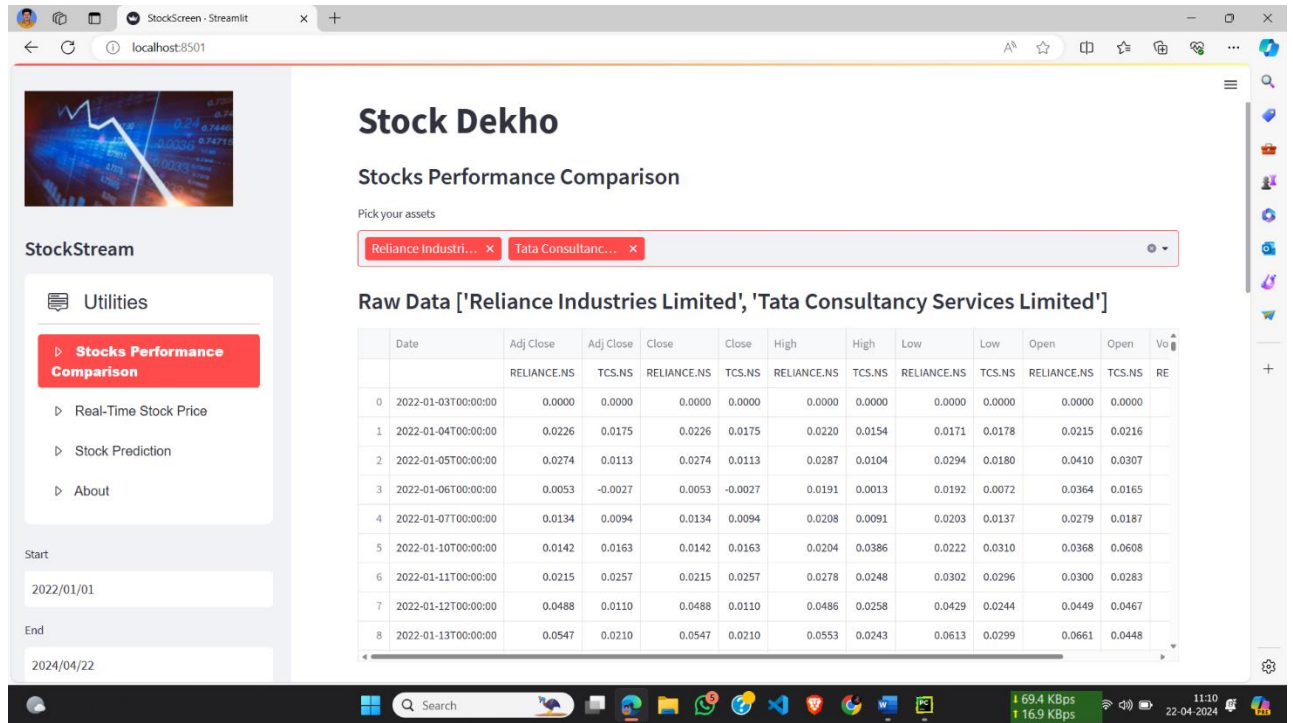 StockScreen - Streamlit
localhost:8501
StockStream
Utilities
Stocks Performance
Comparison
Real-Time Stock Price
Stock Prediction
About
Start
2022/01/01
End
2024/04/22
Stock Dekho
Stocks Performance Comparison
Pick your assets
Reliance Industri... Tata Consultanc...
Raw Data ['Reliance Industries Limited', 'Tata Consultancy Services Limited']
Date Adj Close Adj Close Close Close High High Low Low Open Open Vo
RELIANCE.NS TCS.NS RELIANCE.NS TCS.NS RELIANCE.NS TCS.NS RELIANCE.NS TCS.NS RELIANCE.NS TCS.NS RE
0 2022-01-03T00:00:00 0.0000 0.0000 0.0000 0.0000 0.0000 0.0000 0.0000 0.0000 0.0000 0.0000
1 2022-01-04T00:00:00 0.0226 0.0175 0.0226 0.0175 0.0220 0.0154 0.0171 0.0178 0.0215 0.0216
2 2022-01-05T00:00:00 0.0274 0.0113 0.0274 0.0113 0.0287 0.0104 0.0294 0.0180 0.0410 0.0307
3 2022-01-06T00:00:00 0.0053 -0.0027 0.0053 -0.0027 0.0191 0.0013 0.0192 0.0072 0.0364 0.0165
4 2022-01-07T00:00:00 0.0134 0.0094 0.0134 0.0094 0.0208 0.0091 0.0203 0.0137 0.0279 0.0187
5 2022-01-10T00:00:00 0.0142 0.0163 0.0142 0.0163 0.0204 0.0386 0.0222 0.0310 0.0368 0.0608
6 2022-01-11T00:00:00 0.0215 0.0257 0.0215 0.0257 0.0278 0.0248 0.0302 0.0296 0.0300 0.0283
7 2022-01-12T00:00:00 0.0488 0.0110 0.0488 0.0110 0.0486 0.0258 0.0429 0.0244 0.0449 0.0467
8 2022-01-13T00:00:00 0.0547 0.0210 0.0547 0.0210 0.0553 0.0243 0.0613 0.0299 0.0661 0.0448
Search
69.4 KBps
16.9 KBps
11:10
22-04-2024